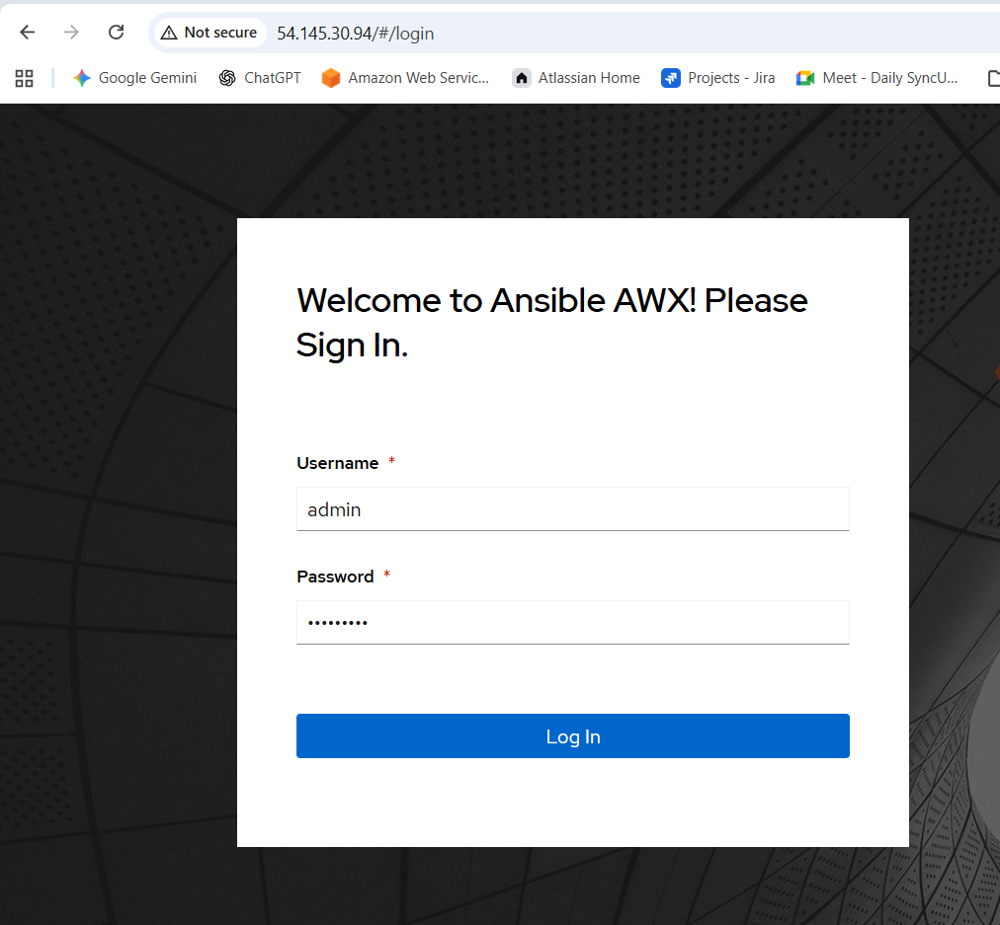 Not secure 54.145.30.94/#/login
Google Gemini ChatGPT Amazon Web Servic... Atlassian Home Projects - Jira Meet - Daily SyncU...
Welcome to Ansible AWX! Please
Sign In.
Username *
admin
Password *
•••••••••
Log In